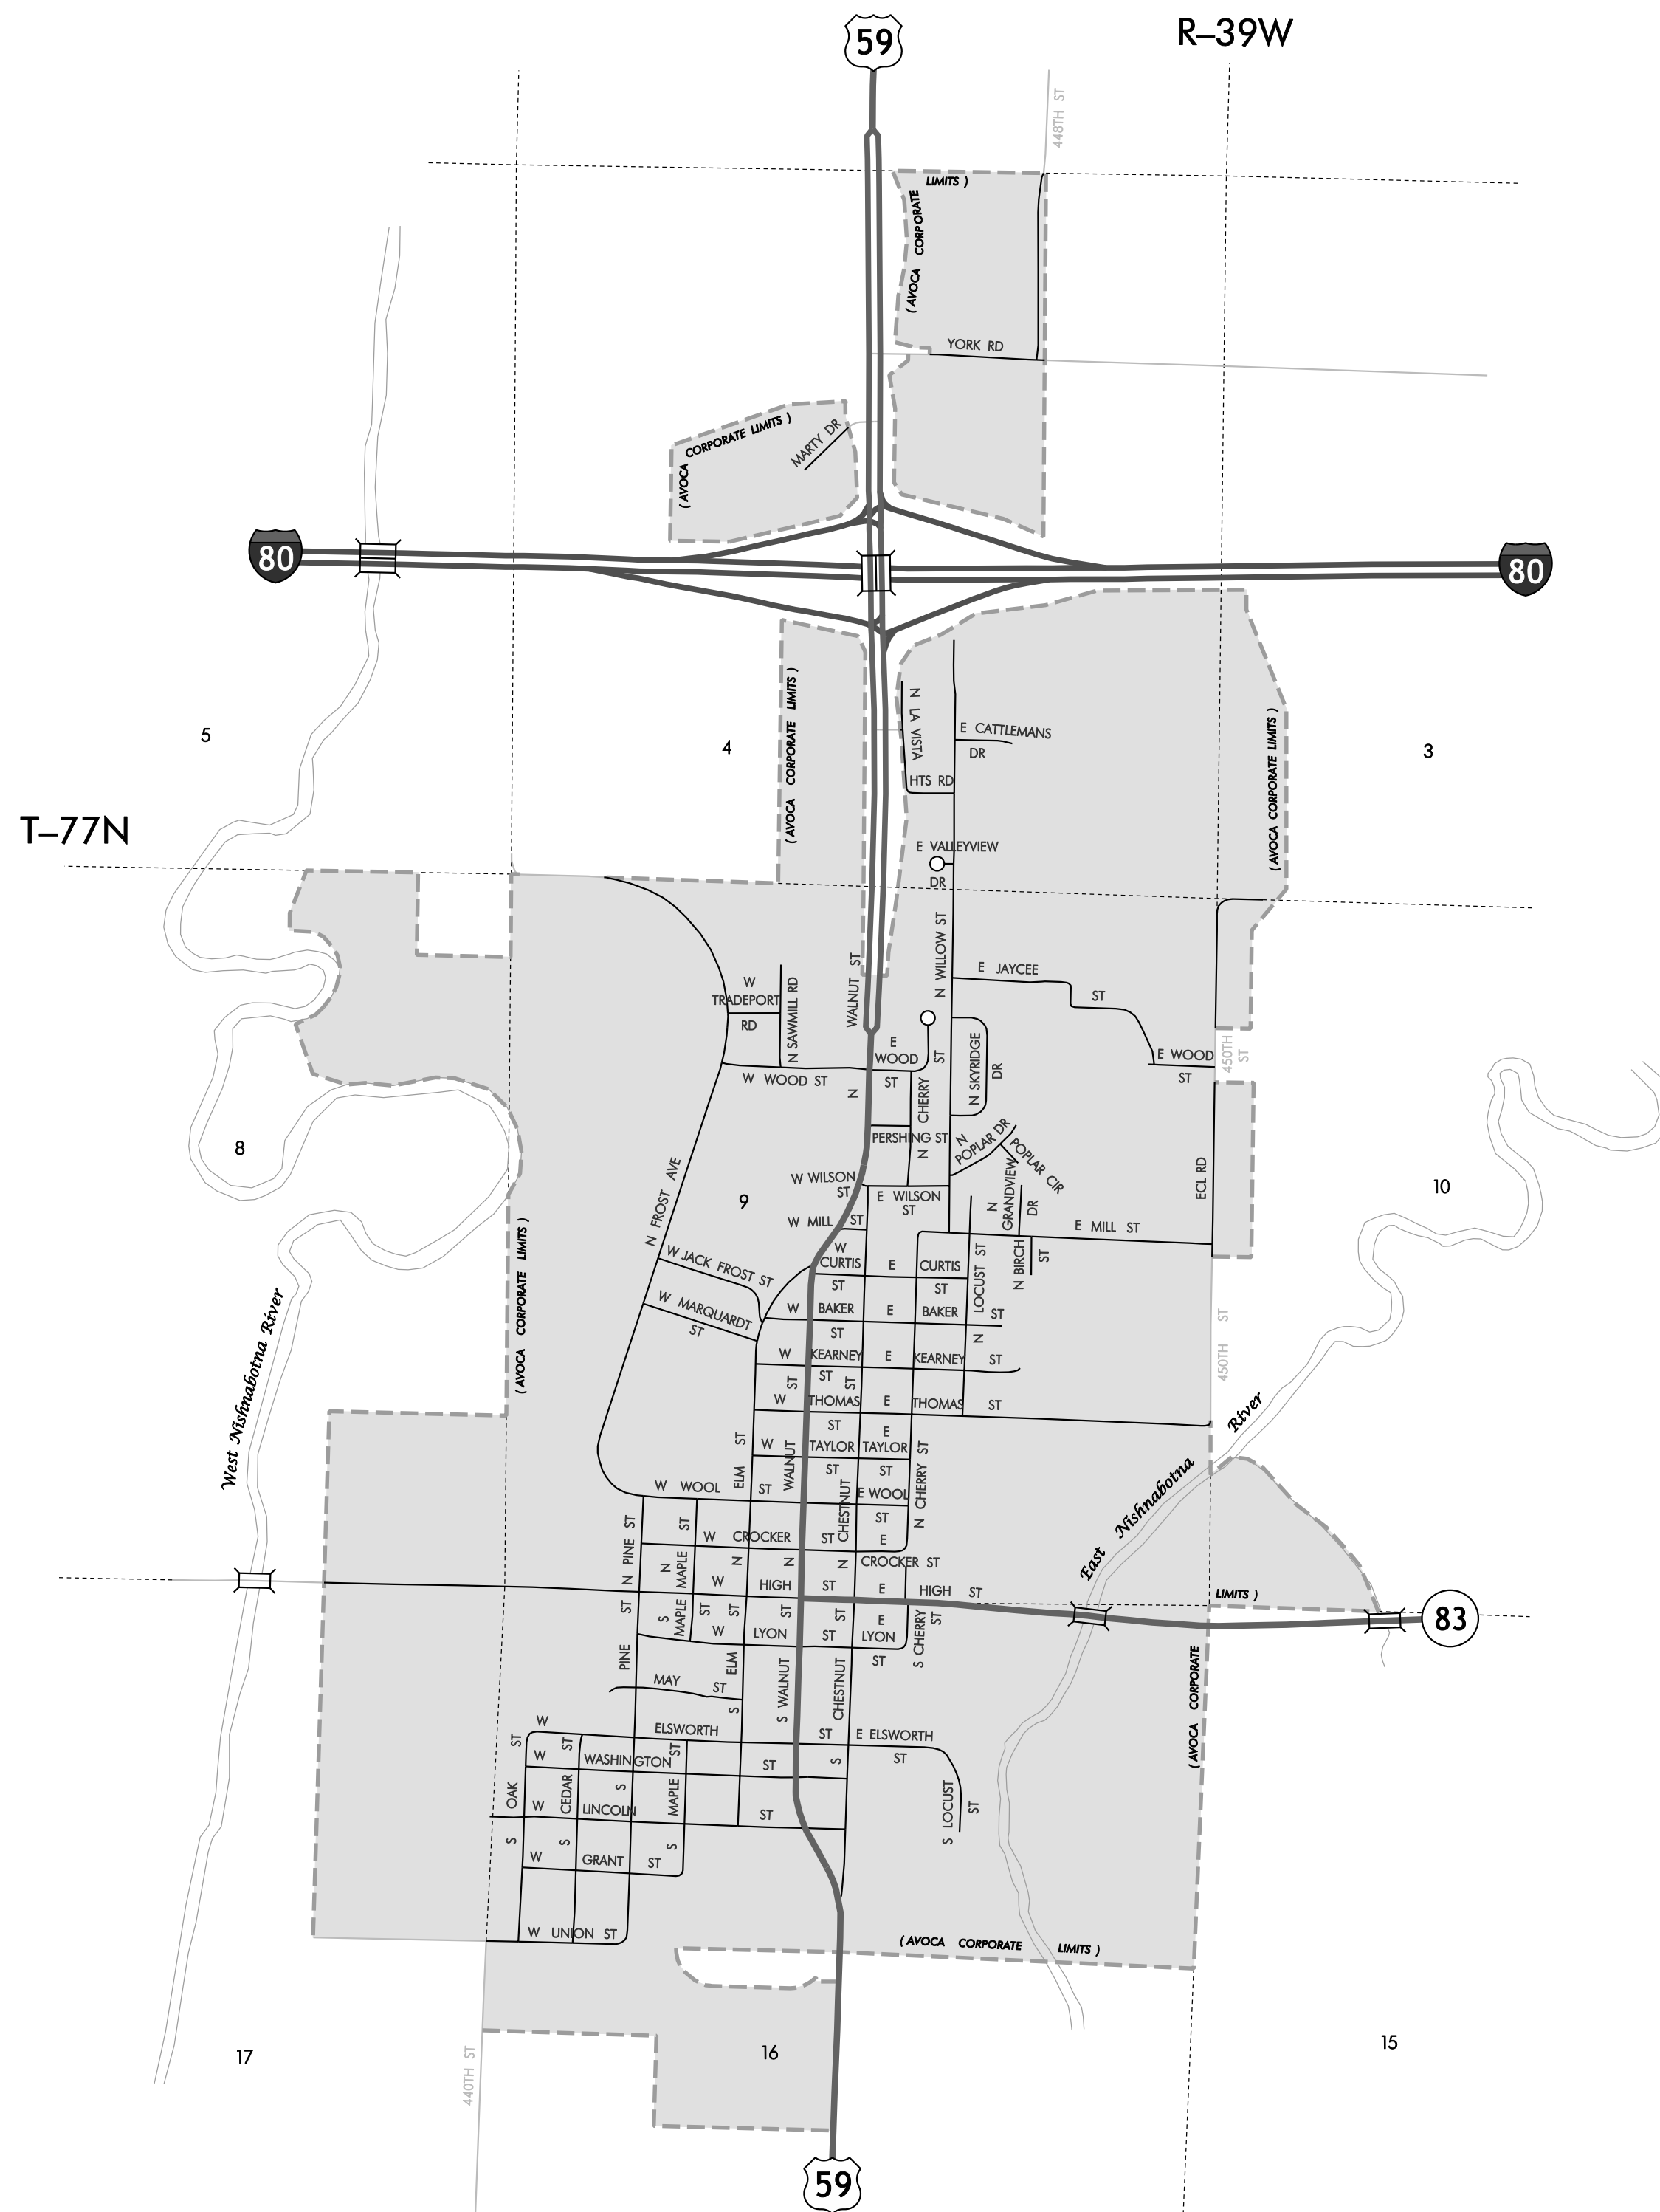 59
R–39W
448TH ST
LIMITS )
( AVOCA CORPORATE
YORK RD
( AVOCA CORPORATE LIMITS )
MARTY DR
80
80
5
4
3
( AVOCA CORPORATE LIMITS )
N LA VISTA
HTS RD
E CATTLEMANS
DR
( AVOCA CORPORATE LIMITS )
T–77N
E VALLEYVIEW
DR
N WILLOW ST
WALNUT ST
N
E JAYCEE
ST
W
TRADEPORT
RD
N SAWMILL RD
E
WOOD
ST
E WOOD
ST
450TH
ST
W WOOD ST
N CHERRY
ST
N SKYRIDGE
DR
PERSHING ST
N
POPLAR DR
POPLAR CIR
8
9
10
N FROST AVE
ECL RD
W WILSON
ST
E WILSON
ST
N
GRANDVIEW
DR
W MILL ST
E MILL ST
( AVOCA CORPORATE LIMITS )
W JACK FROST ST
W
CURTIS
ST
E CURTIS
ST
N LOCUST ST
N BIRCH
ST
W MARQUARDT
ST
W BAKER
ST
E BAKER ST
450TH ST
West Nishnabotna River
W KEARNEY
ST
E KEARNEY ST
W THOMAS
ST
E THOMAS ST
East Nishnabotna River
W TAYLOR
ST
E
TAYLOR
ST
N ELM ST
N WALNUT ST
N CHESTNUT ST
N CHERRY ST
W WOOL ST
E WOOL
ST
N PINE ST
N MAPLE ST
W CROCKER ST
E
CROCKER ST
W HIGH ST
E HIGH ST
LIMITS )
83
PINE ST
S
MAPLE ST
W LYON ST
E
LYON
ST
S CHERRY
ST
S ELM ST
S WALNUT ST
S CHESTNUT ST
MAY ST
( AVOCA CORPORATE
W ELSWORTH ST
E ELSWORTH
ST
S OAK ST
S CEDAR ST
S
S MAPLE ST
W WASHINGTON ST
W LINCOLN ST
S LOCUST
ST
W GRANT ST
W UNION ST
( AVOCA CORPORATE LIMITS )
17
16
15
440TH ST
59